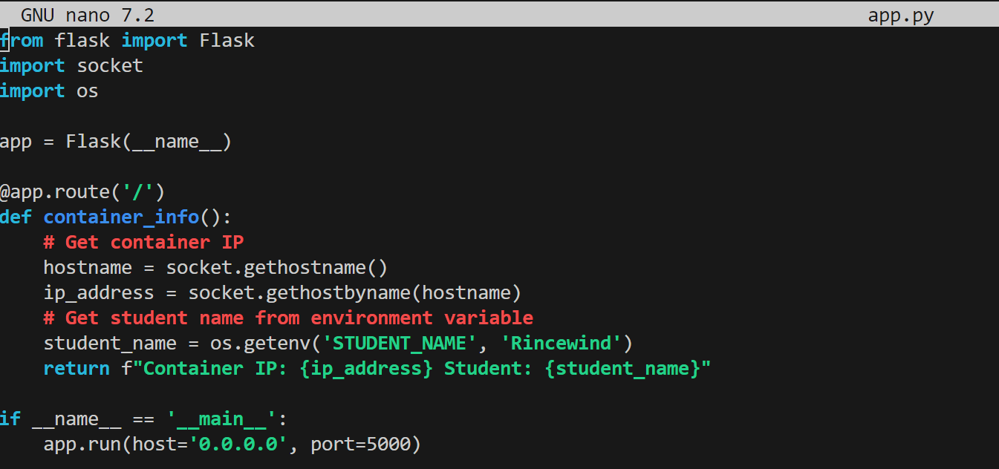 GNU nano 7.2 app.py
from flask import Flask
import socket
import os
app = Flask(__name__)
@app.route('/')
def container_info():
    # Get container IP
    hostname = socket.gethostname()
    ip_address = socket.gethostbyname(hostname)
    # Get student name from environment variable
    student_name = os.getenv('STUDENT_NAME', 'Rincewind')
    return f"Container IP: {ip_address} Student: {student_name}"
if __name__ == '__main__':
    app.run(host='0.0.0.0', port=5000)